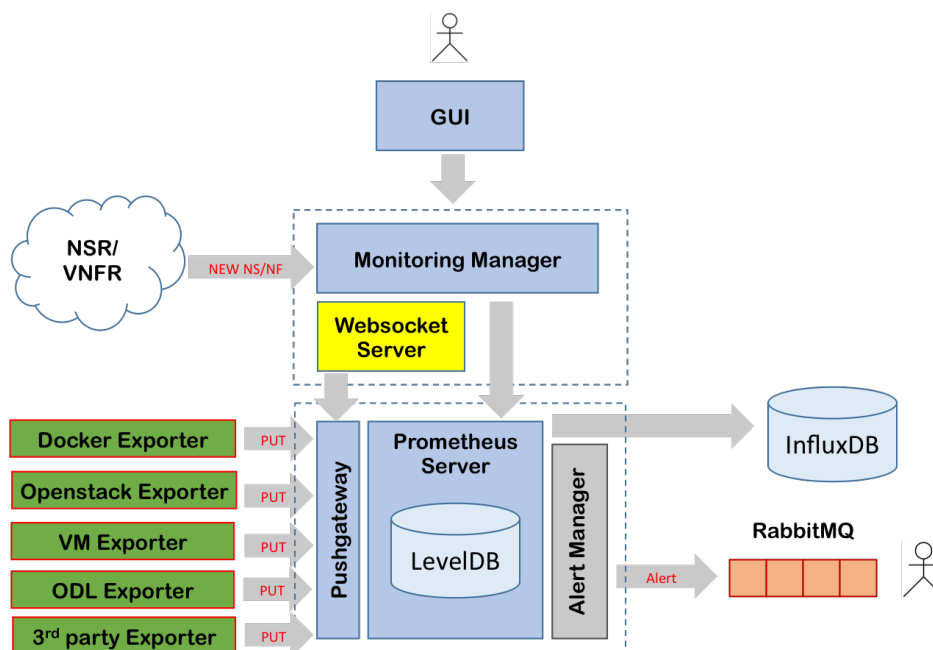 GUI
NSR/
VNFR
NEW NS/NF
Monitoring Manager
Websocket
Server
Docker Exporter
PUT
Openstack Exporter
PUT
VM Exporter
PUT
ODL Exporter
PUT
3rd party Exporter
PUT
Pushgateway
Prometheus
Server
LevelDB
Alert Manager
InfluxDB
Alert
RabbitMQ